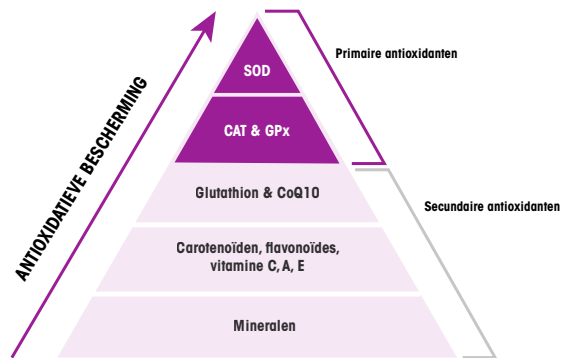 Primaire antioxidanten
SOD
CAT & GPx
ANTIOXIDATIEVE BESCHERMING
Glutathion & CoQ10
Secundaire antioxidanten
Carotenoïden, flavonoïdes,
vitamine C, A, E
Mineralen